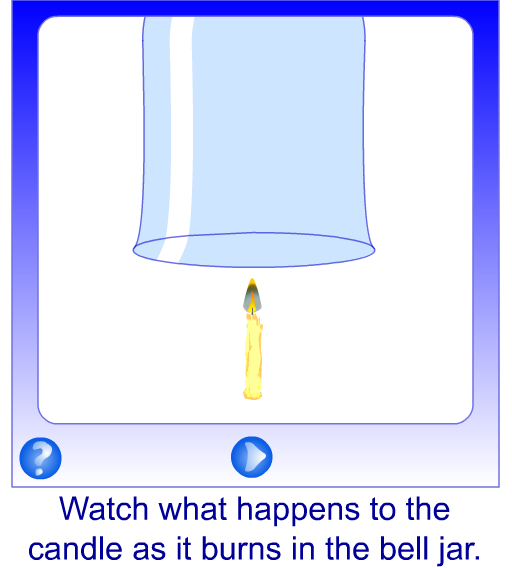 ?
Watch what happens to the
candle as it burns in the bell jar.